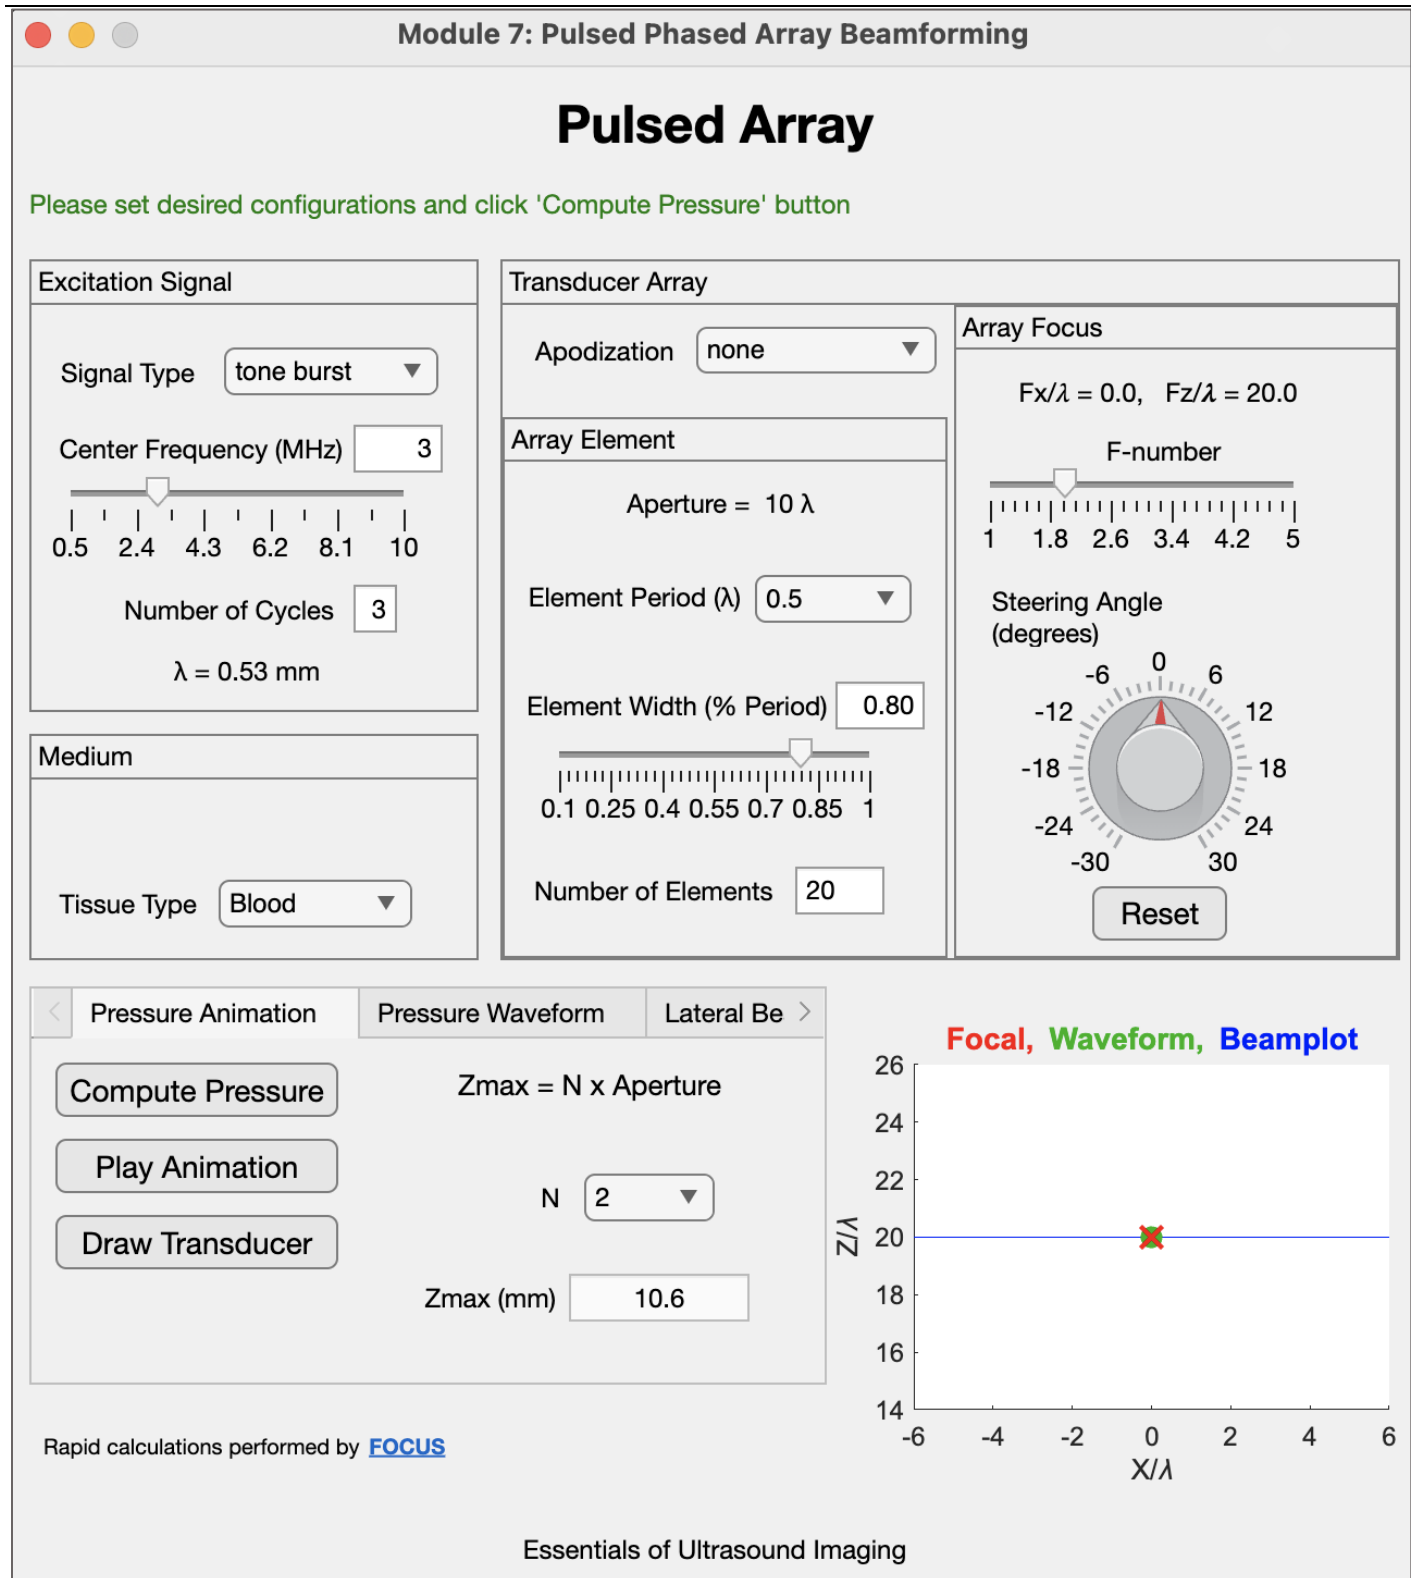 Module 7: Pulsed Phased Array Beamforming
Pulsed Array
Please set desired configurations and click 'Compute Pressure' button
Excitation Signal
Signal Type tone burst
Center Frequency (MHz) 3
0.5 2.4 4.3 6.2 8.1 10
Number of Cycles 3
λ = 0.53 mm
Medium
Tissue Type Blood
Transducer Array
Apodization none
Array Element
Aperture = 10 λ
Element Period (λ) 0.5
Element Width (% Period) 0.80
0.1 0.25 0.4 0.55 0.7 0.85 1
Number of Elements 20
Array Focus
Fx/λ = 0.0, Fz/λ = 20.0
F-number
1 1.8 2.6 3.4 4.2 5
Steering Angle
(degrees)
0
-6 6
-12 12
-18 18
-24 24
-30 30
Reset
Pressure Animation Pressure Waveform Lateral Be
Compute Pressure
Play Animation
Draw Transducer
Zmax = N x Aperture
N 2
Zmax (mm) 10.6
Focal, Waveform, Beamplot
26
24
22
20
18
16
14
Z/λ
-6 -4 -2 0 2 4 6
X/λ
Rapid calculations performed by FOCUS
Essentials of Ultrasound Imaging